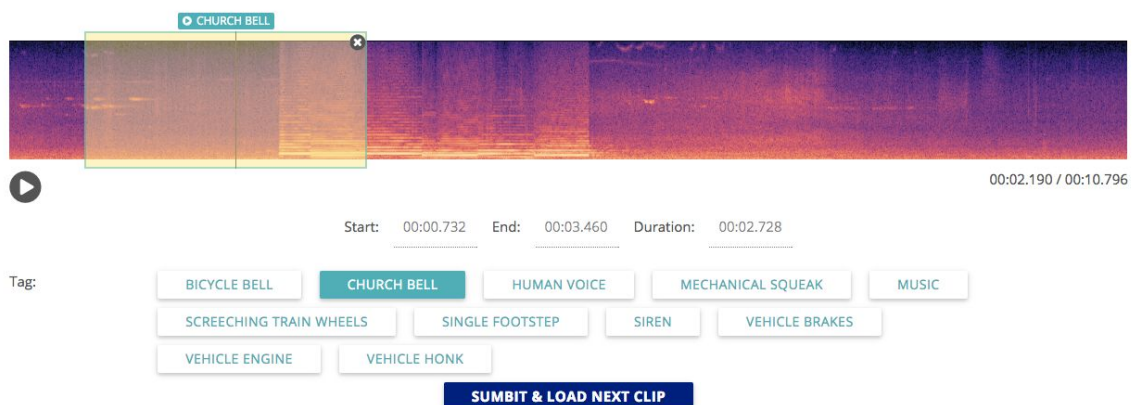 CHURCH BELL
00:02.190 / 00:10.796
Start: 00:00.732 End: 00:03.460 Duration: 00:02.728
Tag: BICYCLE BELL CHURCH BELL HUMAN VOICE MECHANICAL SQUEAK MUSIC
SCREECHING TRAIN WHEELS SINGLE FOOTSTEP SIREN VEHICLE BRAKES
VEHICLE ENGINE VEHICLE HONK
SUMBIT & LOAD NEXT CLIP